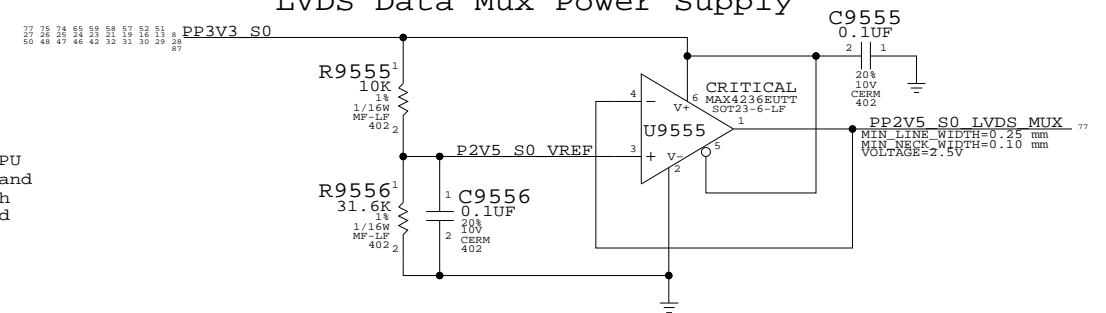 LVDS Data Mux Power Supply
77 75 74 65 59 58 57 52 51
27 26 25 24 23 21 19 16 13 8
50 48 47 46 42 32 31 30 29 28
87
PP3V3_S0
C9555
0.1UF
2 1
20%
10V
CERM
402
R9555
1
10K
1%
1/16W
MF-LF
402
2
4
6
V+
CRITICAL
MAX4236EUTT
SOT23-6-LF
U9555
1
PP2V5_S0_LVDS_MUX
77
MIN_LINE_WIDTH=0.25 mm
MIN_NECK_WIDTH=0.10 mm
VOLTAGE=2.5V
P2V5_S0_VREF
3
V-
5
2
PU
and
h
d
R9556
1
31.6K
1%
1/16W
MF-LF
402
2
1
C9556
0.1UF
20%
10V
CERM
402
2